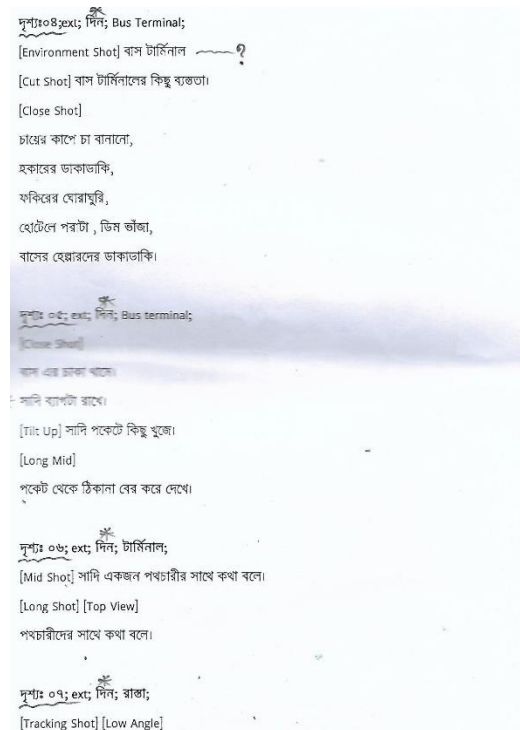 দৃশ্যঃ০৪;ext; দিন; Bus Terminal;
[Environment Shot] বাস টার্মিনাল ?
[Cut Shot] বাস টার্মিনালের কিছু ব্যস্ততা।
[Close Shot]
চায়ের কাপে চা বানানো,
হকারের ডাকাডাকি,
ফকিরের ঘোরাঘুরি,
হোটেলে পরটা , ডিম ভাঁজা,
বাসের হেল্পারদের ডাকাডাকি।
দৃশ্যঃ ০৫; ext; দিন; Bus terminal;
[Close Shot]
বাস এর চাকা থামে।
সাদি ব্যাগটা রাখে।
[Tilt Up] সাদি পকেটে কিছু খুজে।
[Long Mid]
পকেট থেকে ঠিকানা বের করে দেখে।
দৃশ্যঃ ০৬; ext; দিন; টার্মিনাল;
[Mid Shot] সাদি একজন পথচারীর সাথে কথা বলে।
[Long Shot] [Top View]
পথচারীদের সাথে কথা বলে।
দৃশ্যঃ ০৭; ext; দিন; রাস্তা;
[Tracking Shot] [Low Angle]